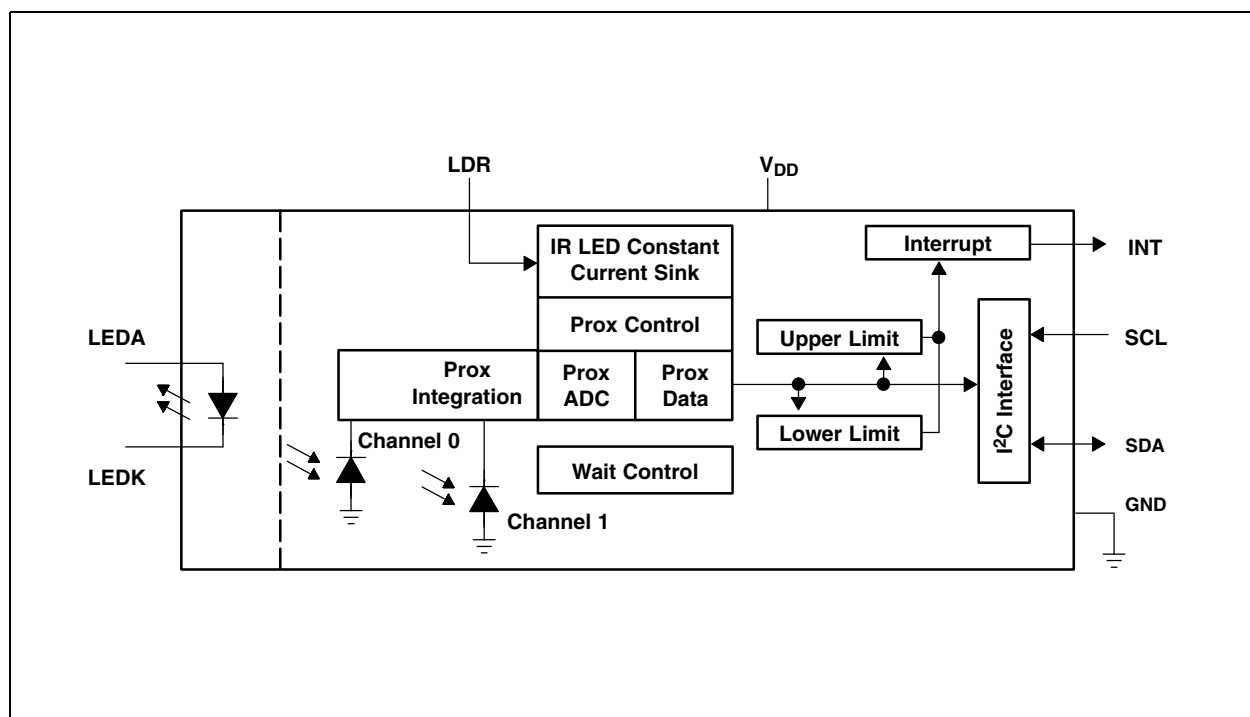 LDR
V_DD
IR LED Constant
Current Sink
Interrupt
INT
Prox Control
LEDA
Upper Limit
SCL
Prox
Integration
Prox
ADC
Prox
Data
I²C Interface
Channel 0
Lower Limit
SDA
LEDK
Wait Control
GND
Channel 1